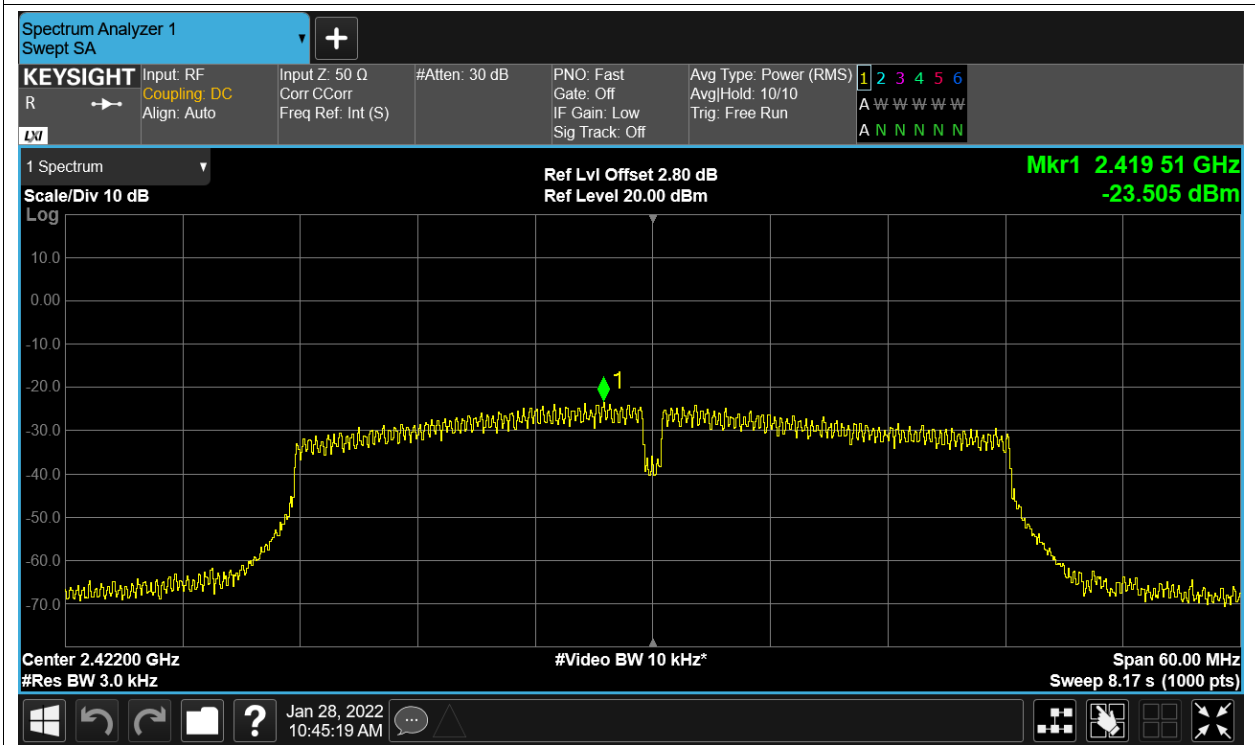 Spectrum Analyzer 1
Swept SA
KEYSIGHT
R
LXI
Input: RF
Coupling: DC
Align: Auto
Input Z: 50 Ω
Corr CCorr
Freq Ref: Int (S)
#Atten: 30 dB
PNO: Fast
Gate: Off
IF Gain: Low
Sig Track: Off
Avg Type: Power (RMS)
Avg|Hold: 10/10
Trig: Free Run
1 2 3 4 5 6
A W W W W W
A N N N N N
1 Spectrum
Scale/Div 10 dB
Log
Ref Lvl Offset 2.80 dB
Ref Level 20.00 dBm
Mkr1 2.419 51 GHz
-23.505 dBm
10.0
0.00
-10.0
-20.0
-30.0
-40.0
-50.0
-60.0
-70.0
1
Center 2.42200 GHz
#Res BW 3.0 kHz
#Video BW 10 kHz*
Span 60.00 MHz
Sweep 8.17 s (1000 pts)
?
Jan 28, 2022
10:45:19 AM